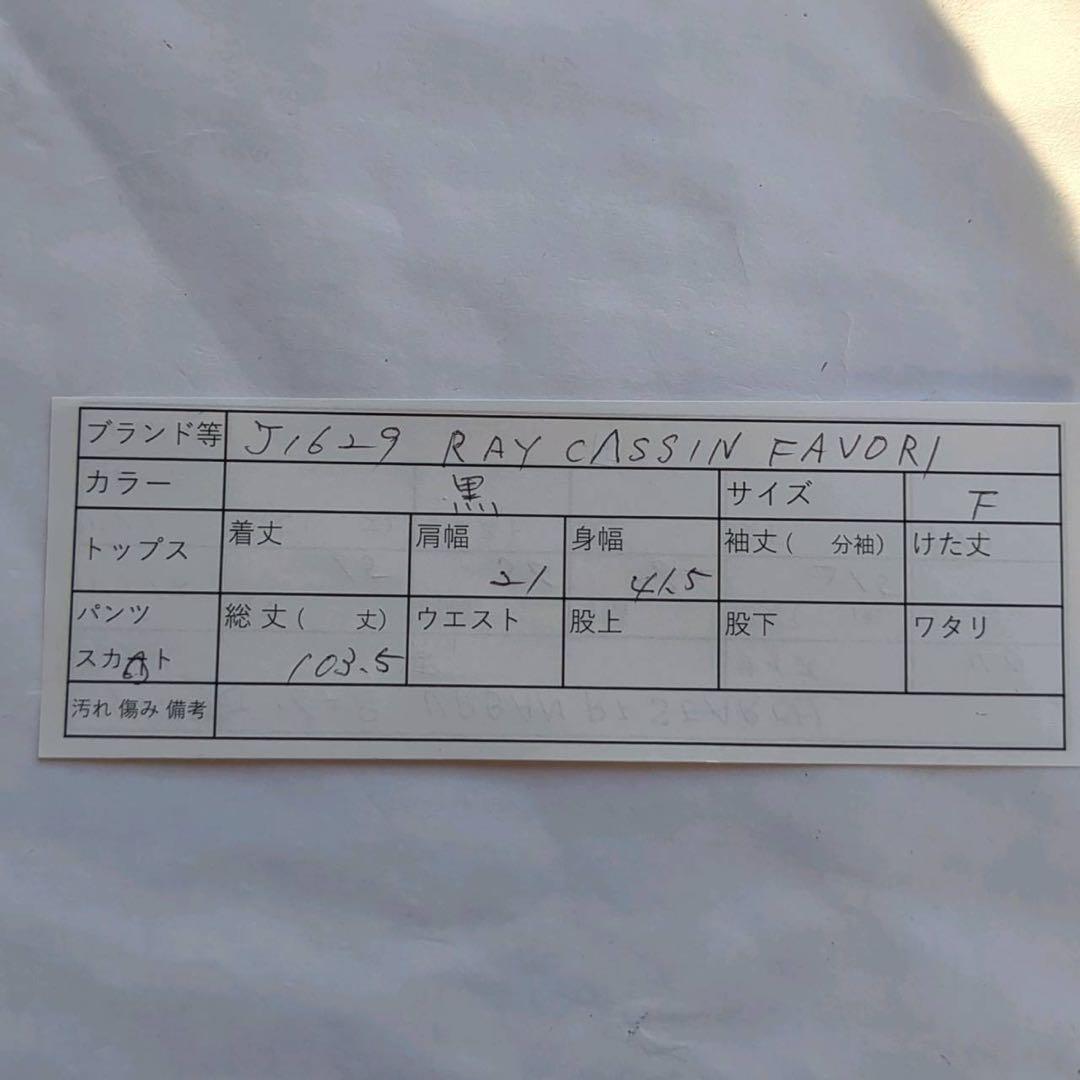 ブランド等 J1629 RAY CASSIN FAVORI
カラー 黒 サイズ F
トップス 着丈 肩幅 21 身幅 41.5 袖丈( 分袖) けた丈
パンツ 総丈( 丈) ウエスト 股上 股下 ワタリ
スカート 103.5
汚れ 傷み 備考